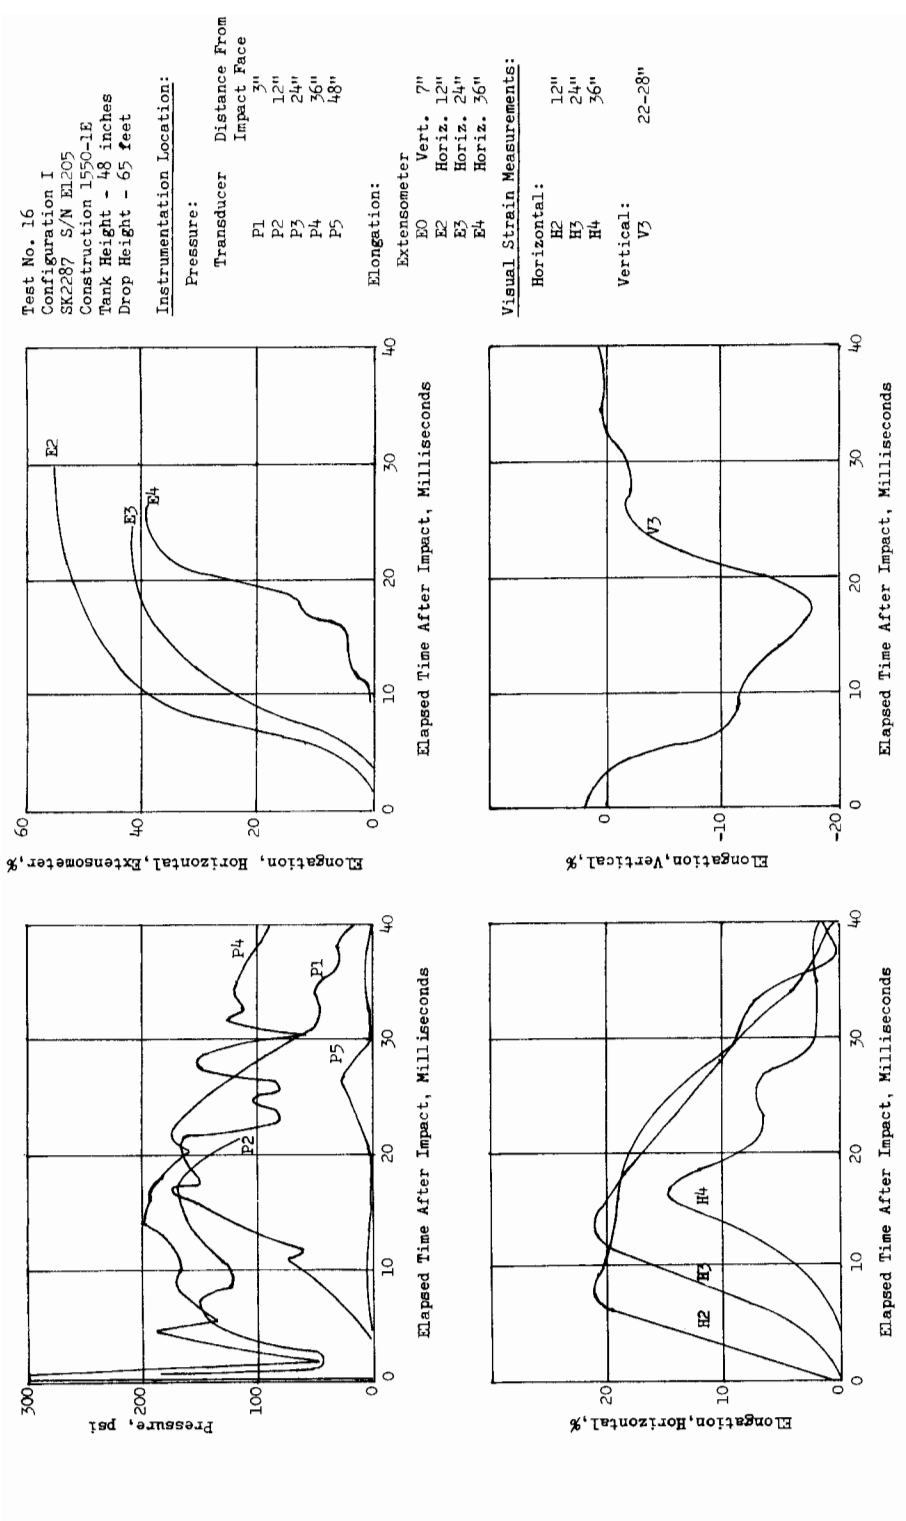 Test No. 16
Configuration I
SK2287 S/N E1205
Construction 1550-1E
Tank Height - 48 inches
Drop Height - 65 feet
Instrumentation Location:
Pressure:
Transducer Distance From
Impact Face
P1 3"
P2 12"
P3 24"
P4 36"
P5 48"
Elongation:
Extensometer
E0 Vert. 7"
E2 Horiz. 12"
E3 Horiz. 24"
E4 Horiz. 36"
Visual Strain Measurements:
Horizontal:
H2 12"
H3 24"
H4 36"
Vertical:
V3 22-28"
Pressure, psi
300
200
100
0
0 10 20 30 40
P4
P1
P5
P2
Elapsed Time After Impact, Milliseconds
Elongation, Horizontal, Extensometer, %
60
40
20
0
0 10 20 30 40
E2
E3
E4
Elapsed Time After Impact, Milliseconds
Elongation, Horizontal, %
20
10
0
0 10 20 30 40
H2
H3
H4
Elapsed Time After Impact, Milliseconds
Elongation, Vertical, %
0
-10
-20
0 10 20 30 40
V3
Elapsed Time After Impact, Milliseconds